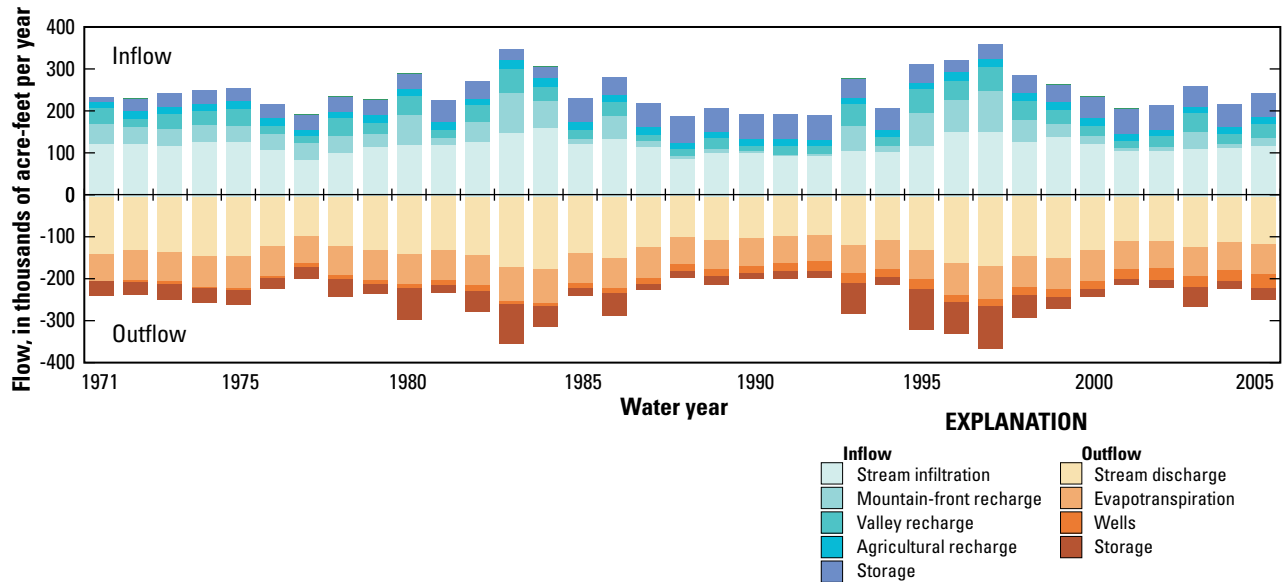 Flow, in thousands of acre-feet per year
400
300
200
100
0
-100
-200
-300
-400
Inflow
Outflow
1971
1975
1980
1985
1990
1995
2000
2005
Water year
EXPLANATION
Inflow
Stream infiltration
Mountain-front recharge
Valley recharge
Agricultural recharge
Storage
Outflow
Stream discharge
Evapotranspiration
Wells
Storage